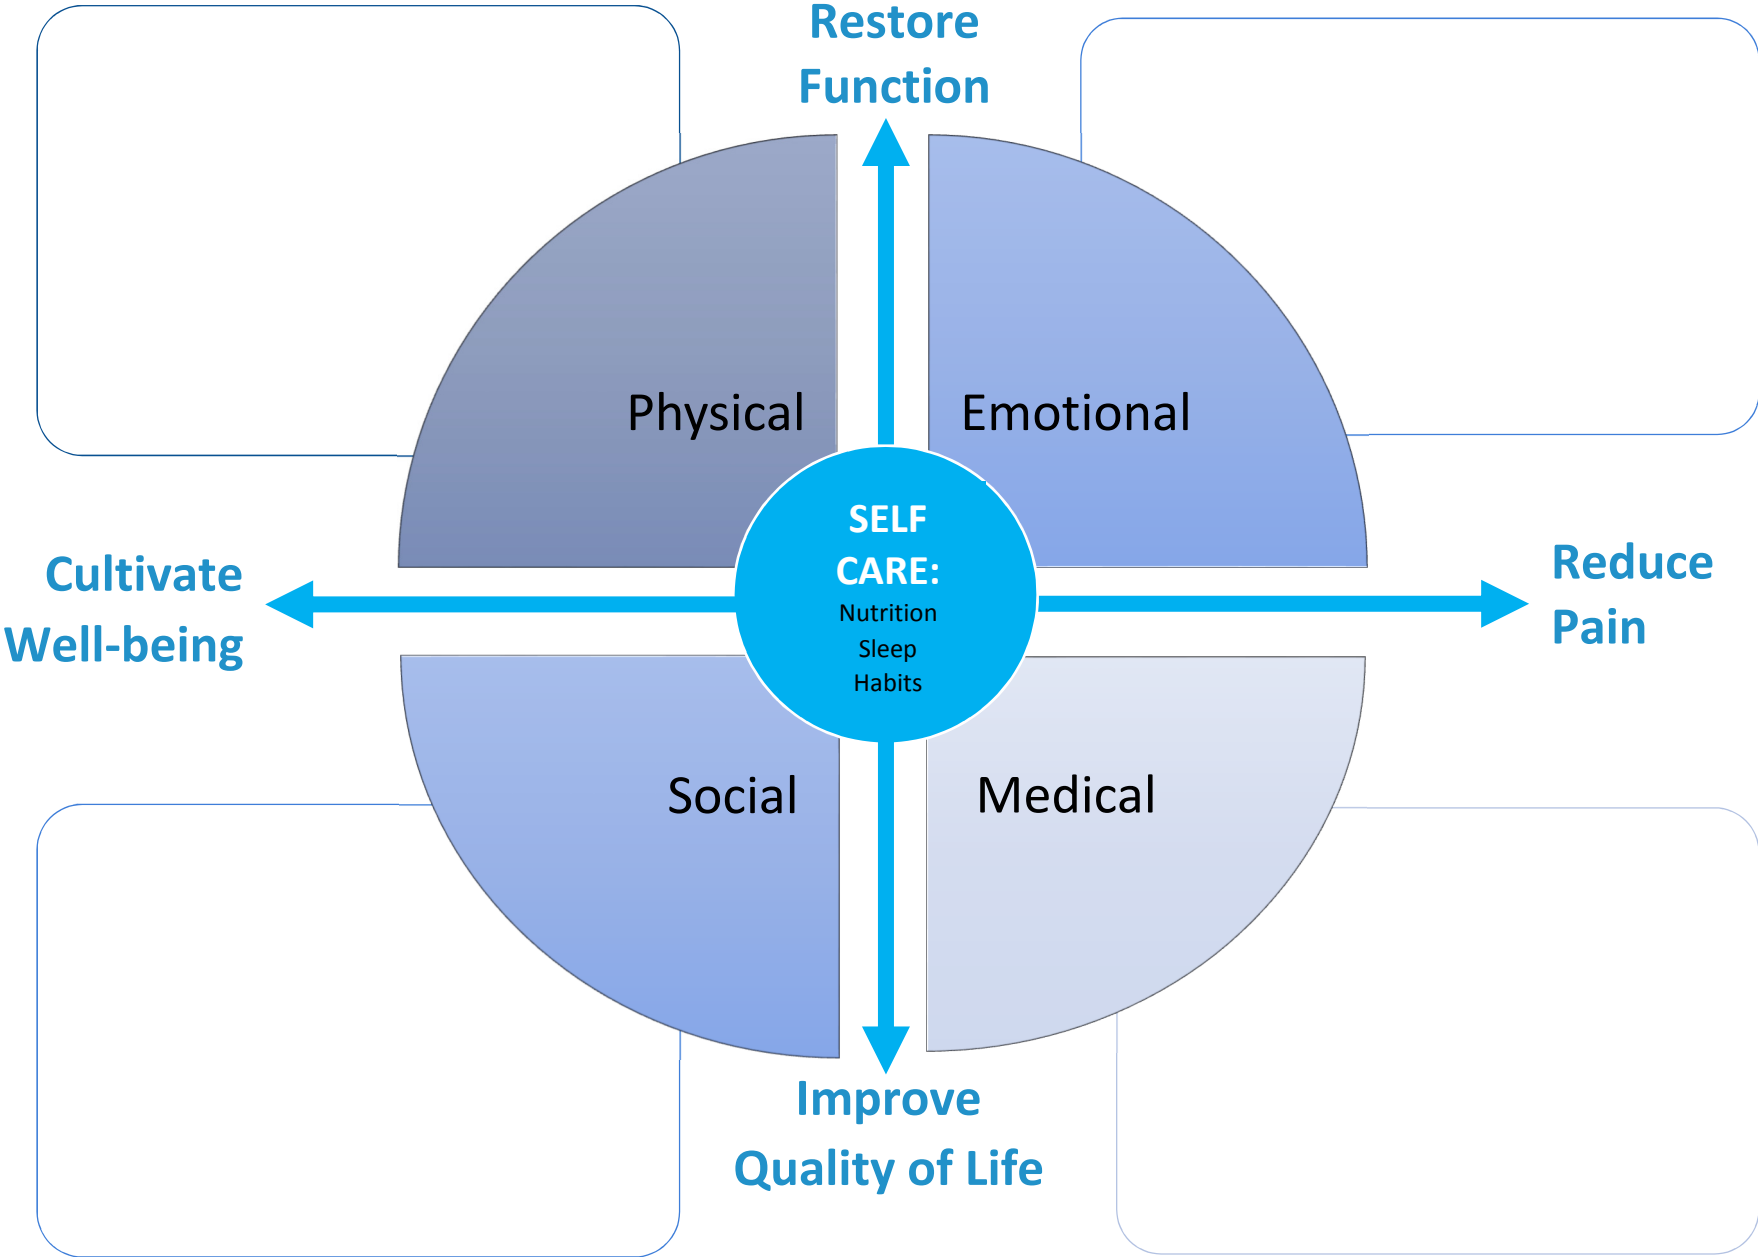 Restore
Function
Physical
Emotional
SELF
CARE:
Nutrition
Sleep
Habits
Cultivate
Well-being
Reduce
Pain
Social
Medical
Improve
Quality of Life